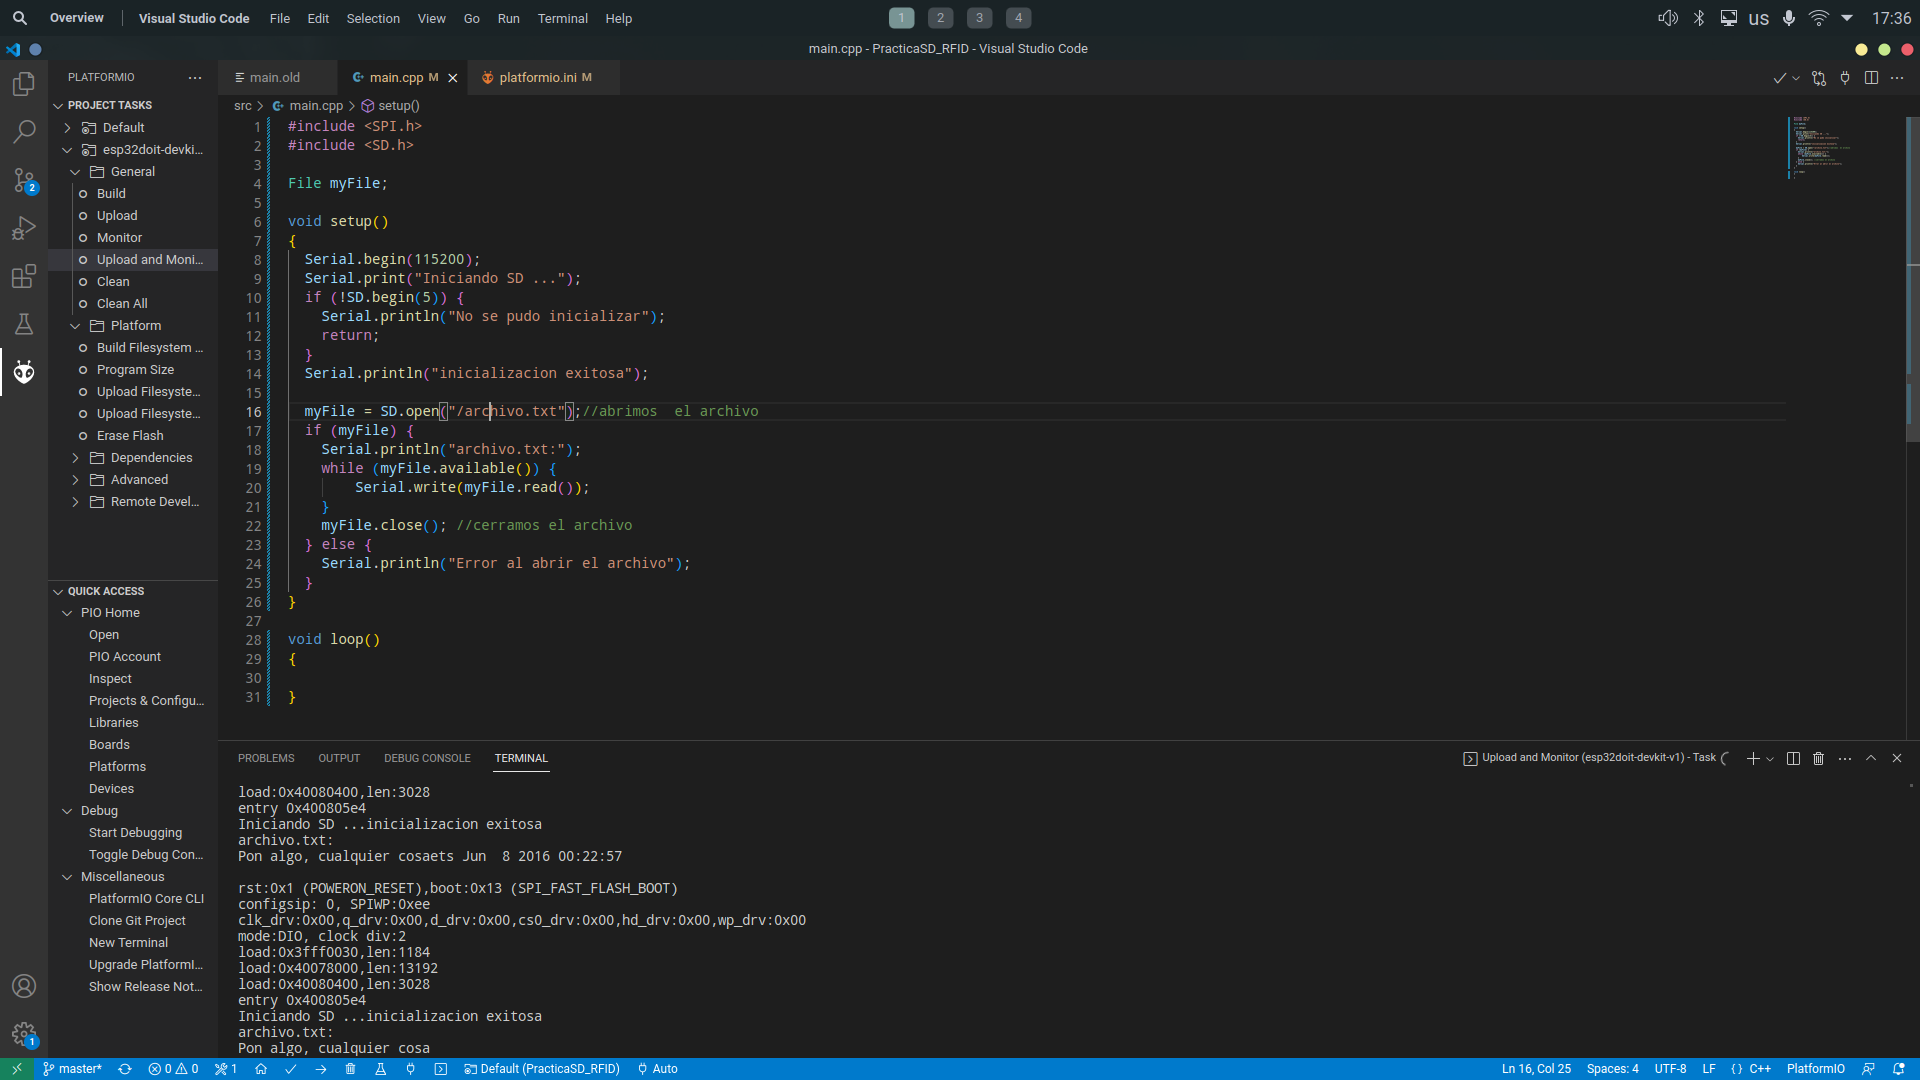 Overview
Visual Studio Code File Edit Selection View Go Run Terminal Help
1 2 3 4
us 17:36
main.cpp - PracticaSD_RFID - Visual Studio Code
PLATFORMIO
PROJECT TASKS
Default
esp32doit-devki...
General
Build
Upload
Monitor
Upload and Moni...
Clean
Clean All
Platform
Build Filesystem ...
Program Size
Upload Filesyste...
Upload Filesyste...
Erase Flash
Dependencies
Advanced
Remote Devel...
QUICK ACCESS
PIO Home
Open
PIO Account
Inspect
Projects & Configu...
Libraries
Boards
Platforms
Devices
Debug
Start Debugging
Toggle Debug Con...
Miscellaneous
PlatformIO Core CLI
Clone Git Project
New Terminal
Upgrade PlatformI...
Show Release Not...
2
1
main.old main.cpp M platformio.ini M
src > main.cpp > setup()
1 #include <SPI.h>
2 #include <SD.h>
3
4 File myFile;
5
6 void setup()
7 {
8 Serial.begin(115200);
9 Serial.print("Iniciando SD ...");
10 if (!SD.begin(5)) {
11 Serial.println("No se pudo inicializar");
12 return;
13 }
14 Serial.println("inicializacion exitosa");
15
16 myFile = SD.open("/archivo.txt");//abrimos  el archivo
17 if (myFile) {
18 Serial.println("archivo.txt:");
19 while (myFile.available()) {
20 Serial.write(myFile.read());
21 }
22 myFile.close(); //cerramos el archivo
23 } else {
24 Serial.println("Error al abrir el archivo");
25 }
26 }
27
28 void loop()
29 {
30
31 }
PROBLEMS OUTPUT DEBUG CONSOLE TERMINAL
Upload and Monitor (esp32doit-devkit-v1) - Task
load:0x40080400,len:3028
entry 0x400805e4
Iniciando SD ...inicializacion exitosa
archivo.txt:
Pon algo, cualquier cosaets Jun  8 2016 00:22:57
rst:0x1 (POWERON_RESET),boot:0x13 (SPI_FAST_FLASH_BOOT)
configsip: 0, SPIWP:0xee
clk_drv:0x00,q_drv:0x00,d_drv:0x00,cs0_drv:0x00,hd_drv:0x00,wp_drv:0x00
mode:DIO, clock div:2
load:0x3fff0030,len:1184
load:0x40078000,len:13192
load:0x40080400,len:3028
entry 0x400805e4
Iniciando SD ...inicializacion exitosa
archivo.txt:
Pon algo, cualquier cosa
master* 0 0 1 Default (PracticaSD_RFID) Auto
Ln 16, Col 25 Spaces: 4 UTF-8 LF {} C++ PlatformIO